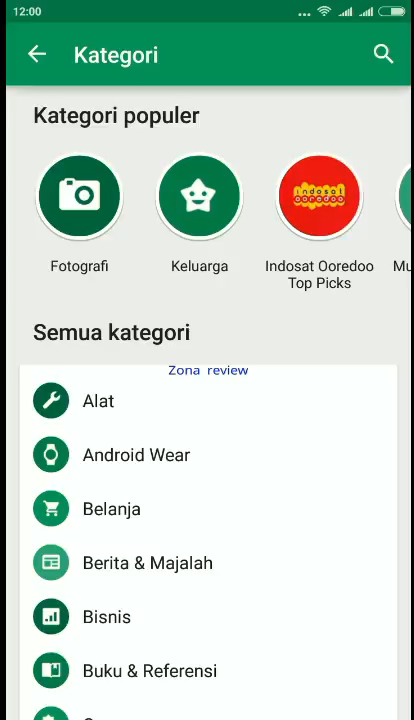 12:00
Kategori
Kategori populer
indosat
ooredoo
Fotografi
Keluarga
Indosat Ooredoo
Top Picks
Mu
Semua kategori
Zona review
Alat
Android Wear
Belanja
Berita & Majalah
Bisnis
Buku & Referensi